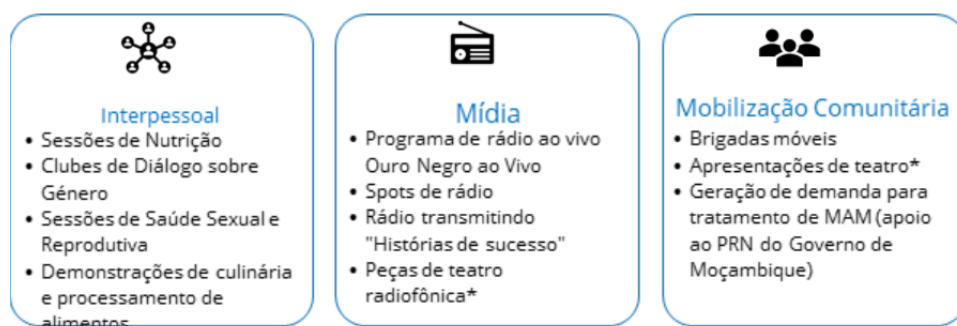 Interpessoal
• Sessões de Nutrição
• Clubes de Diálogo sobre
Género
• Sessões de Saúde Sexual e
Reprodutiva
• Demonstrações de culinária
e processamento de
alimentos
Mídia
• Programa de rádio ao vivo
Ouro Negro ao Vivo
• Spots de rádio
• Rádio transmitindo
"Histórias de sucesso"
• Peças de teatro
radiofônica*
Mobilização Comunitária
• Brigadas móveis
• Apresentações de teatro*
• Geração de demanda para
tratamento de MAM (apoio
ao PRN do Governo de
Moçambique)